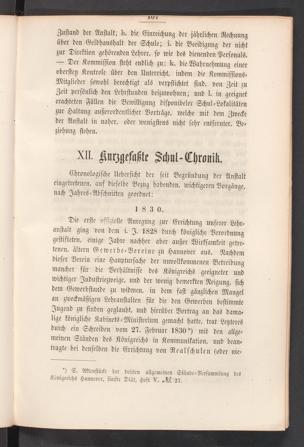 Zustand der Anstalt; h. die Einreichung der jährlichen Rechnung
über den Geldhaushalt der Schule; i. die Beeidigung der nicht
zur Direktion gehörenden Lehrer, so wie des dienenden Personals.
— Der Kommission steht endlich zu: k. die Wahrnehmung einer
obersten Kontrole über den Unterricht, indem die Kommissions-
Mitglieder sowohl berechtigt als verpflichtet sind, von Zeit zu
Zeit persönlich den Lehrstunden beizuwohnen; und l. in geeignet
erachteten Fällen die Bewilligung disponibeler Schul-Lokalitäten
zur Haltung außerordentlicher Vorträge, welche mit dem Zwecke
der Anstalt in naher, oder wenigstens nicht sehr entfernter, Be-
ziehung stehen.
XII. Kurzgefaßte Schul-Chronik.
Chronologische Uebersicht der seit Begründung der Anstalt
eingetretenen, auf dieselbe Bezug habenden, wichtigeren Vorgänge,
nach Jahres-Abschnitten geordnet:
1830.
Die erste offizielle Anregung zur Errichtung unserer Lehr-
anstalt ging von dem i. J. 1828 durch königliche Verordnung
gestifteten, einige Jahre nachher aber außer Wirksamkeit getre-
tenen, ältern Gewerbe-Vereine zu Hannover aus. Nachdem
dieser Verein eine Hauptursache der unvollkommenen Betreibung
mancher für die Verhältnisse des Königreichs geeigneter und
wichtiger Industriezweige, und der wenig bemerkten Neigung, sich
dem Gewerbstande zu widmen, in dem fast gänzlichen Mangel
an zweckmäßigen Lehranstalten für die den Gewerben bestimmte
Jugend zu finden geglaubt, und hierüber Vortrag an das dama-
lige königliche Kabinets-Ministerium gemacht hatte, trat Letzteres
durch ein Schreiben vom 27. Februar 1830*) mit den allge-
meinen Ständen des Königreichs in Kommunikation, und bean-
tragte bei denselben die Errichtung von Realschulen (oder nie-
*) S. Aktenstücke der dritten allgemeinen Stände-Versammlung des
Königreichs Hannover, fünfte Diät, Heft V. № 27.